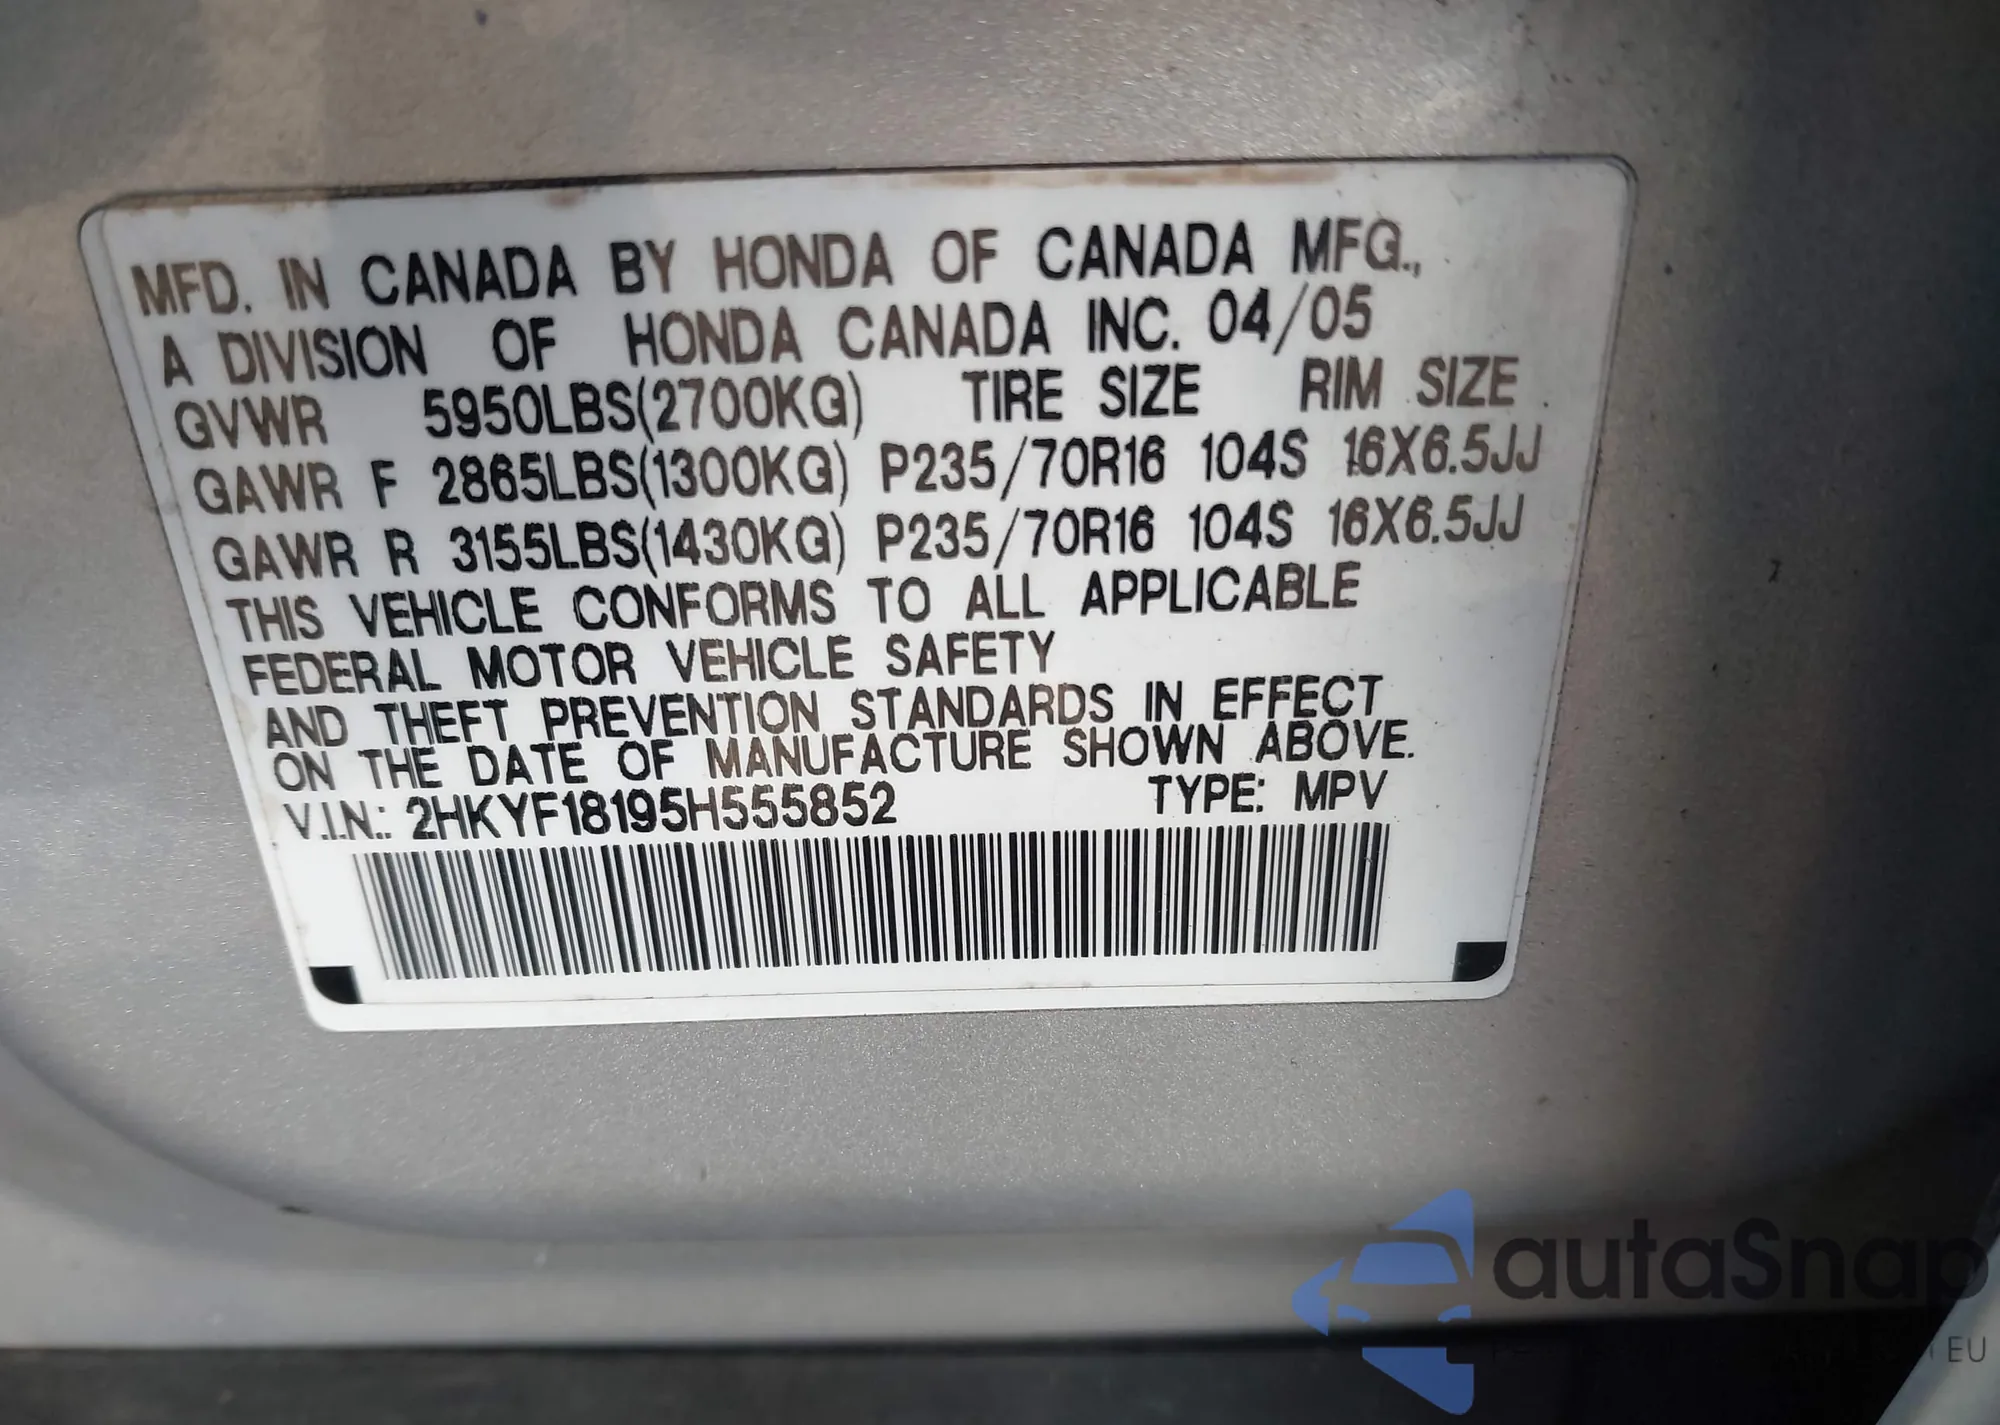 MFD. IN CANADA BY HONDA OF CANADA MFG.,
A DIVISION OF HONDA CANADA INC. 04/05
GVWR 5950LBS(2700KG) TIRE SIZE RIM SIZE
GAWR F 2865LBS(1300KG) P235/70R16 104S 16X6.5JJ
GAWR R 3155LBS(1430KG) P235/70R16 104S 16X6.5JJ
THIS VEHICLE CONFORMS TO ALL APPLICABLE
FEDERAL MOTOR VEHICLE SAFETY
AND THEFT PREVENTION STANDARDS IN EFFECT
ON THE DATE OF MANUFACTURE SHOWN ABOVE.
V.I.N.: 2HKYF18195H555852 TYPE: MPV
autaSnap
EU